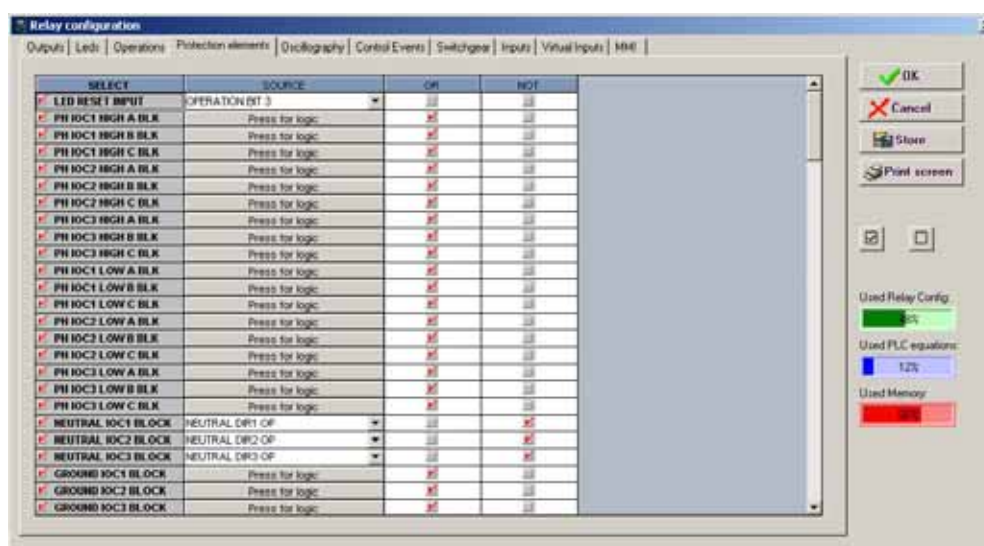 Relay configuration
Outputs | Leds | Operations | Protection elements | Oscillography | Control Events | Switchgear | Inputs | Virtual Inputs | MMI |
SELECT SOURCE OR NOT
LED RESET INPUT OPERATION BIT 3
PH IOC1 HIGH A BLK Press for logic
PH IOC1 HIGH B BLK Press for logic
PH IOC1 HIGH C BLK Press for logic
PH IOC2 HIGH A BLK Press for logic
PH IOC2 HIGH B BLK Press for logic
PH IOC2 HIGH C BLK Press for logic
PH IOC3 HIGH A BLK Press for logic
PH IOC3 HIGH B BLK Press for logic
PH IOC3 HIGH C BLK Press for logic
PH IOC1 LOW A BLK Press for logic
PH IOC1 LOW B BLK Press for logic
PH IOC1 LOW C BLK Press for logic
PH IOC2 LOW A BLK Press for logic
PH IOC2 LOW B BLK Press for logic
PH IOC2 LOW C BLK Press for logic
PH IOC3 LOW A BLK Press for logic
PH IOC3 LOW B BLK Press for logic
PH IOC3 LOW C BLK Press for logic
NEUTRAL IOC1 BLOCK NEUTRAL DIR1 OP
NEUTRAL IOC2 BLOCK NEUTRAL DIR2 OP
NEUTRAL IOC3 BLOCK NEUTRAL DIR3 OP
GROUND IOC1 BLOCK Press for logic
GROUND IOC2 BLOCK Press for logic
GROUND IOC3 BLOCK Press for logic
OK
Cancel
Store
Print screen
Used Relay Config.
Used PLC equations:
12%
Used Memory